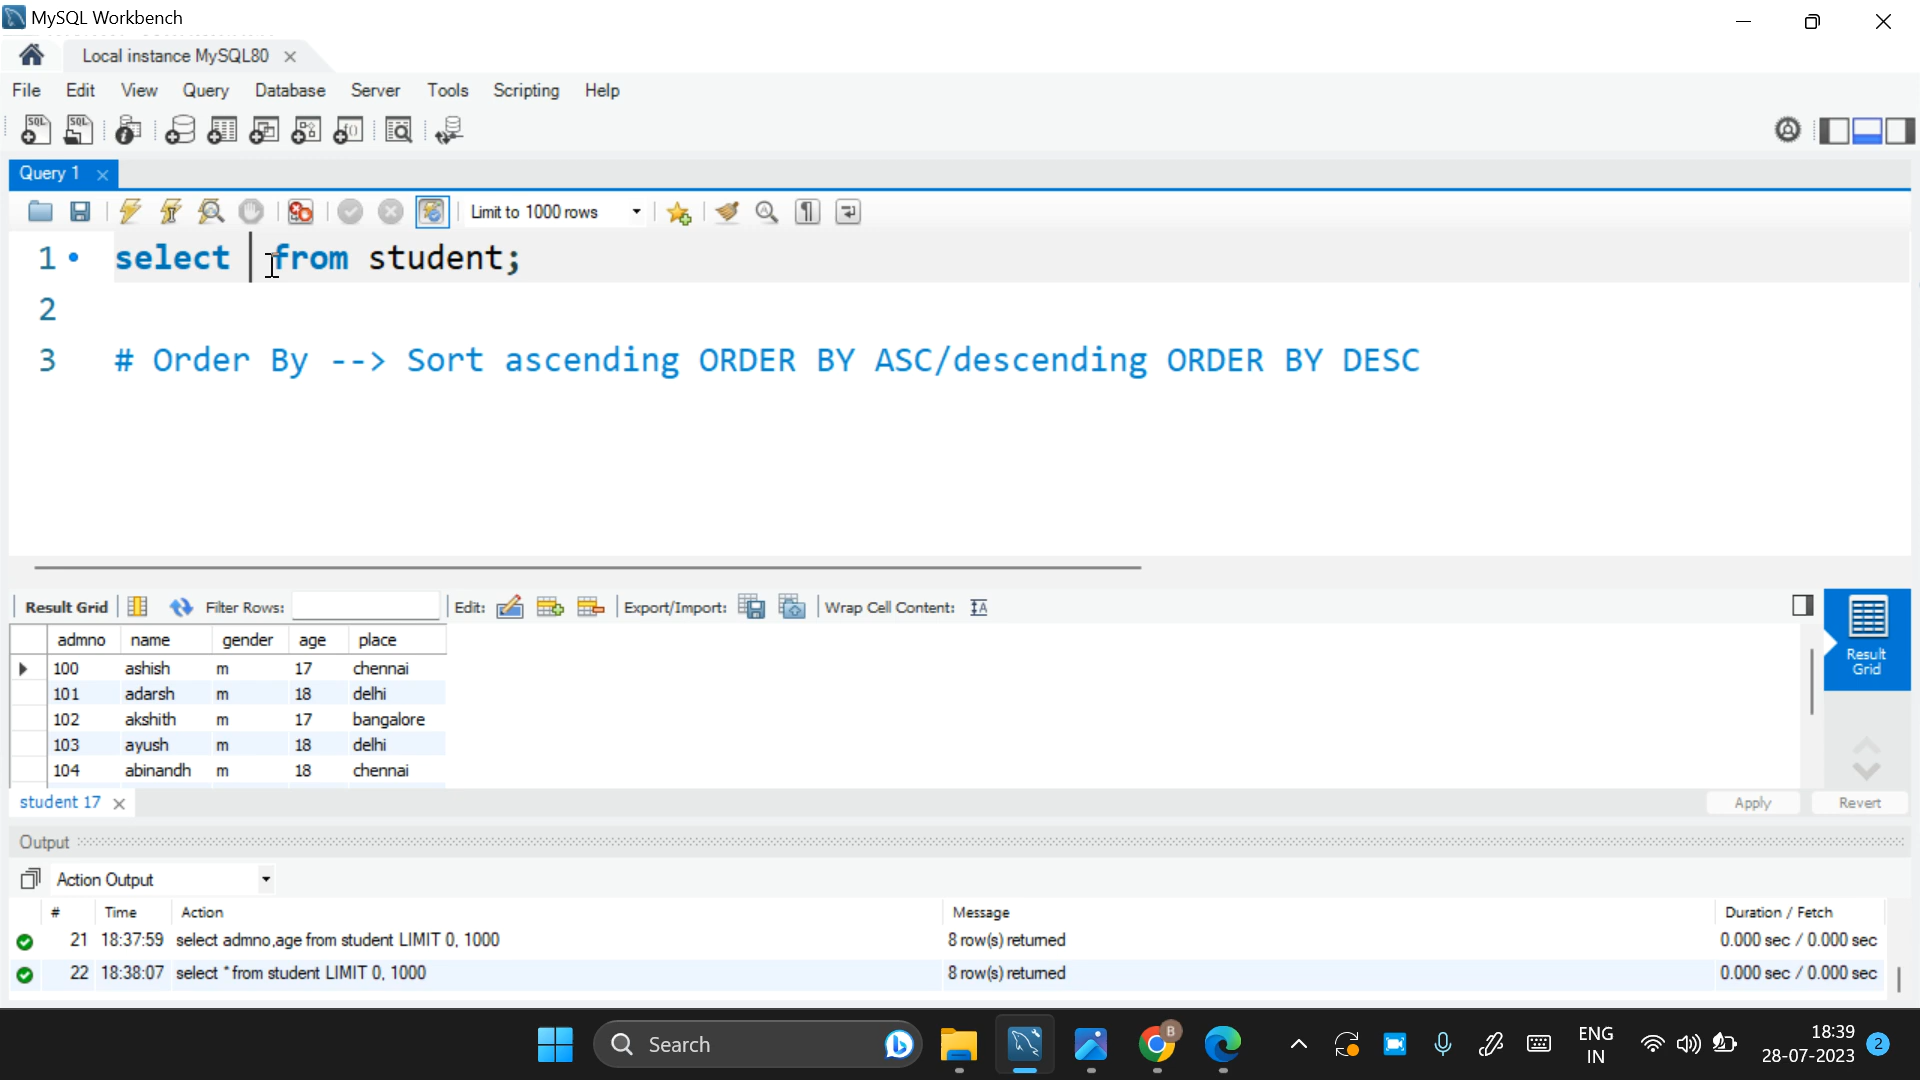 MySQL Workbench
Local instance MySQL80
File Edit View Query Database Server Tools Scripting Help
Query 1
Limit to 1000 rows
1 select from student;
2
3 # Order By --> Sort ascending ORDER BY ASC/descending ORDER BY DESC
Result Grid Filter Rows: Edit: Export/Import: Wrap Cell Content:
admno name gender age place
100 ashish m 17 chennai
101 adarsh m 18 delhi
102 akshith m 17 bangalore
103 ayush m 18 delhi
104 abinandh m 18 chennai
Result
Grid
student 17 Apply Revert
Output
Action Output
# Time Action Message Duration / Fetch
21 18:37:59 select admno,age from student LIMIT 0, 1000 8 row(s) returned 0.000 sec / 0.000 sec
22 18:38:07 select * from student LIMIT 0, 1000 8 row(s) returned 0.000 sec / 0.000 sec
Search
B
ENG
IN
18:39
28-07-2023
2